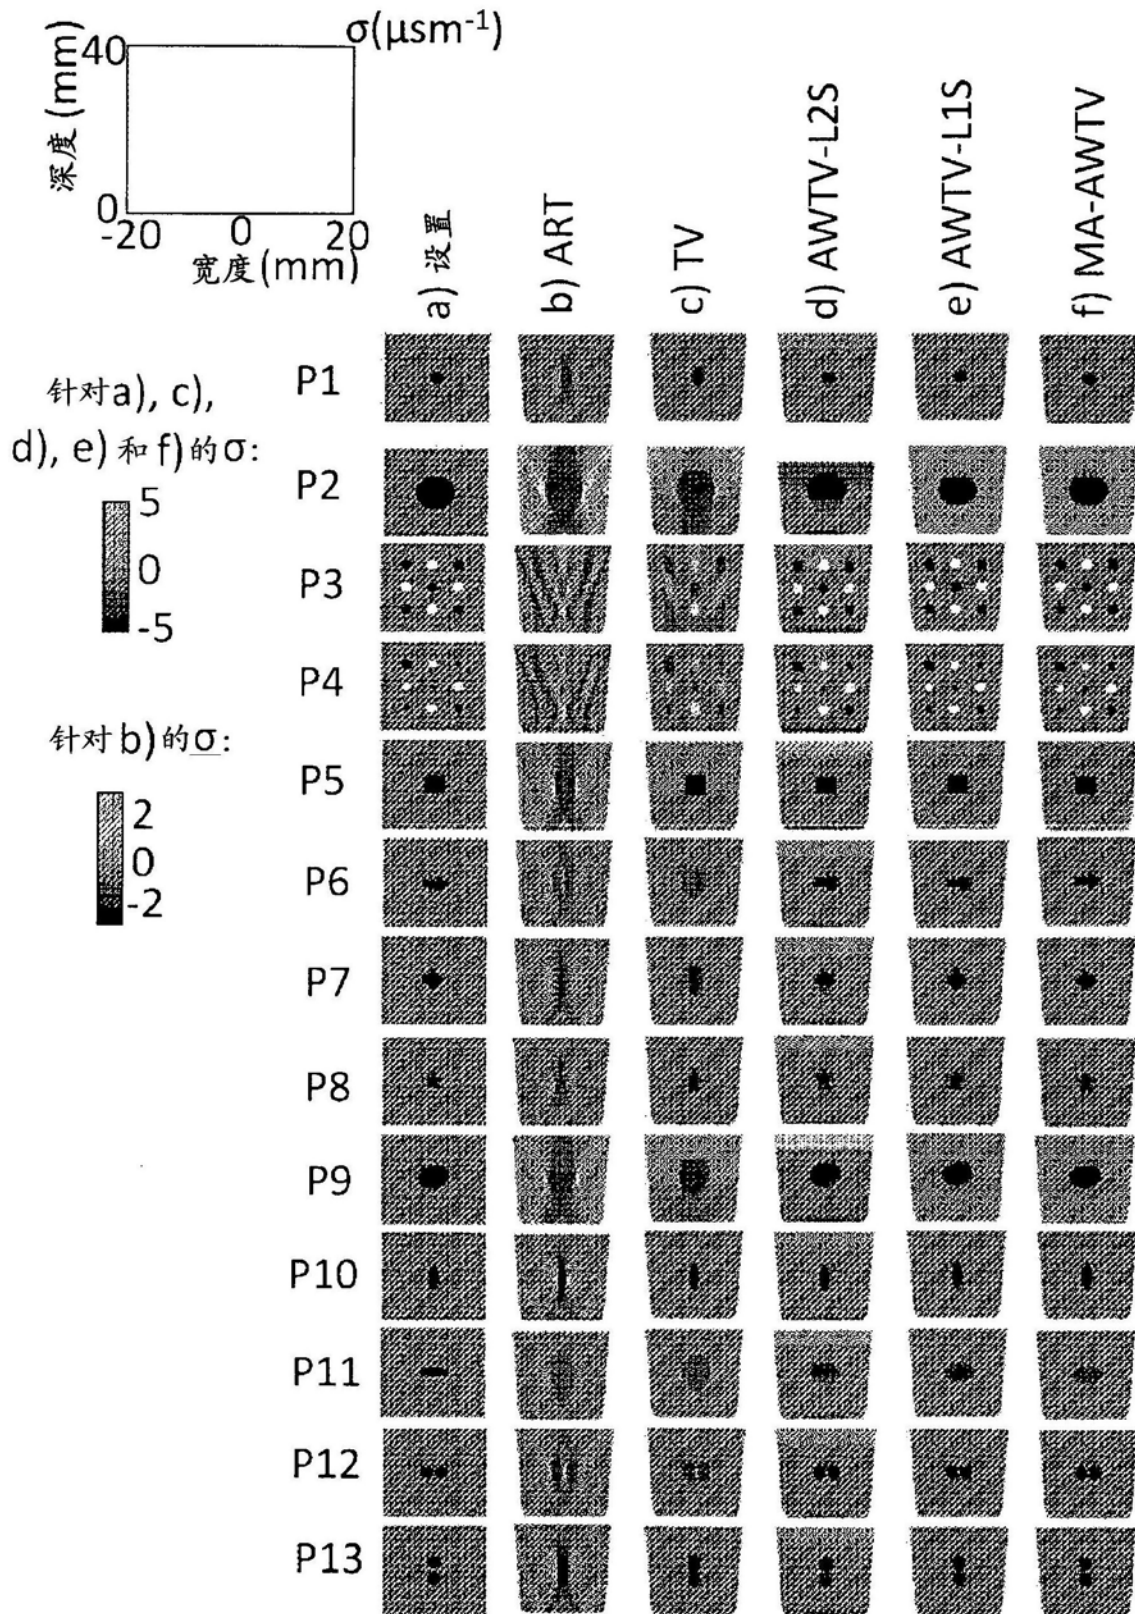 σ(μsm⁻¹)
40
深度(mm)
0
-20
0
20
宽度(mm)
a) 设置
b) ART
c) TV
d) AWTV-L2S
e) AWTV-L1S
f) MA-AWTV
针对a), c),
d), e) 和f)的σ:
5
0
-5
针对b)的σ:
2
0
-2
P1
P2
P3
P4
P5
P6
P7
P8
P9
P10
P11
P12
P13